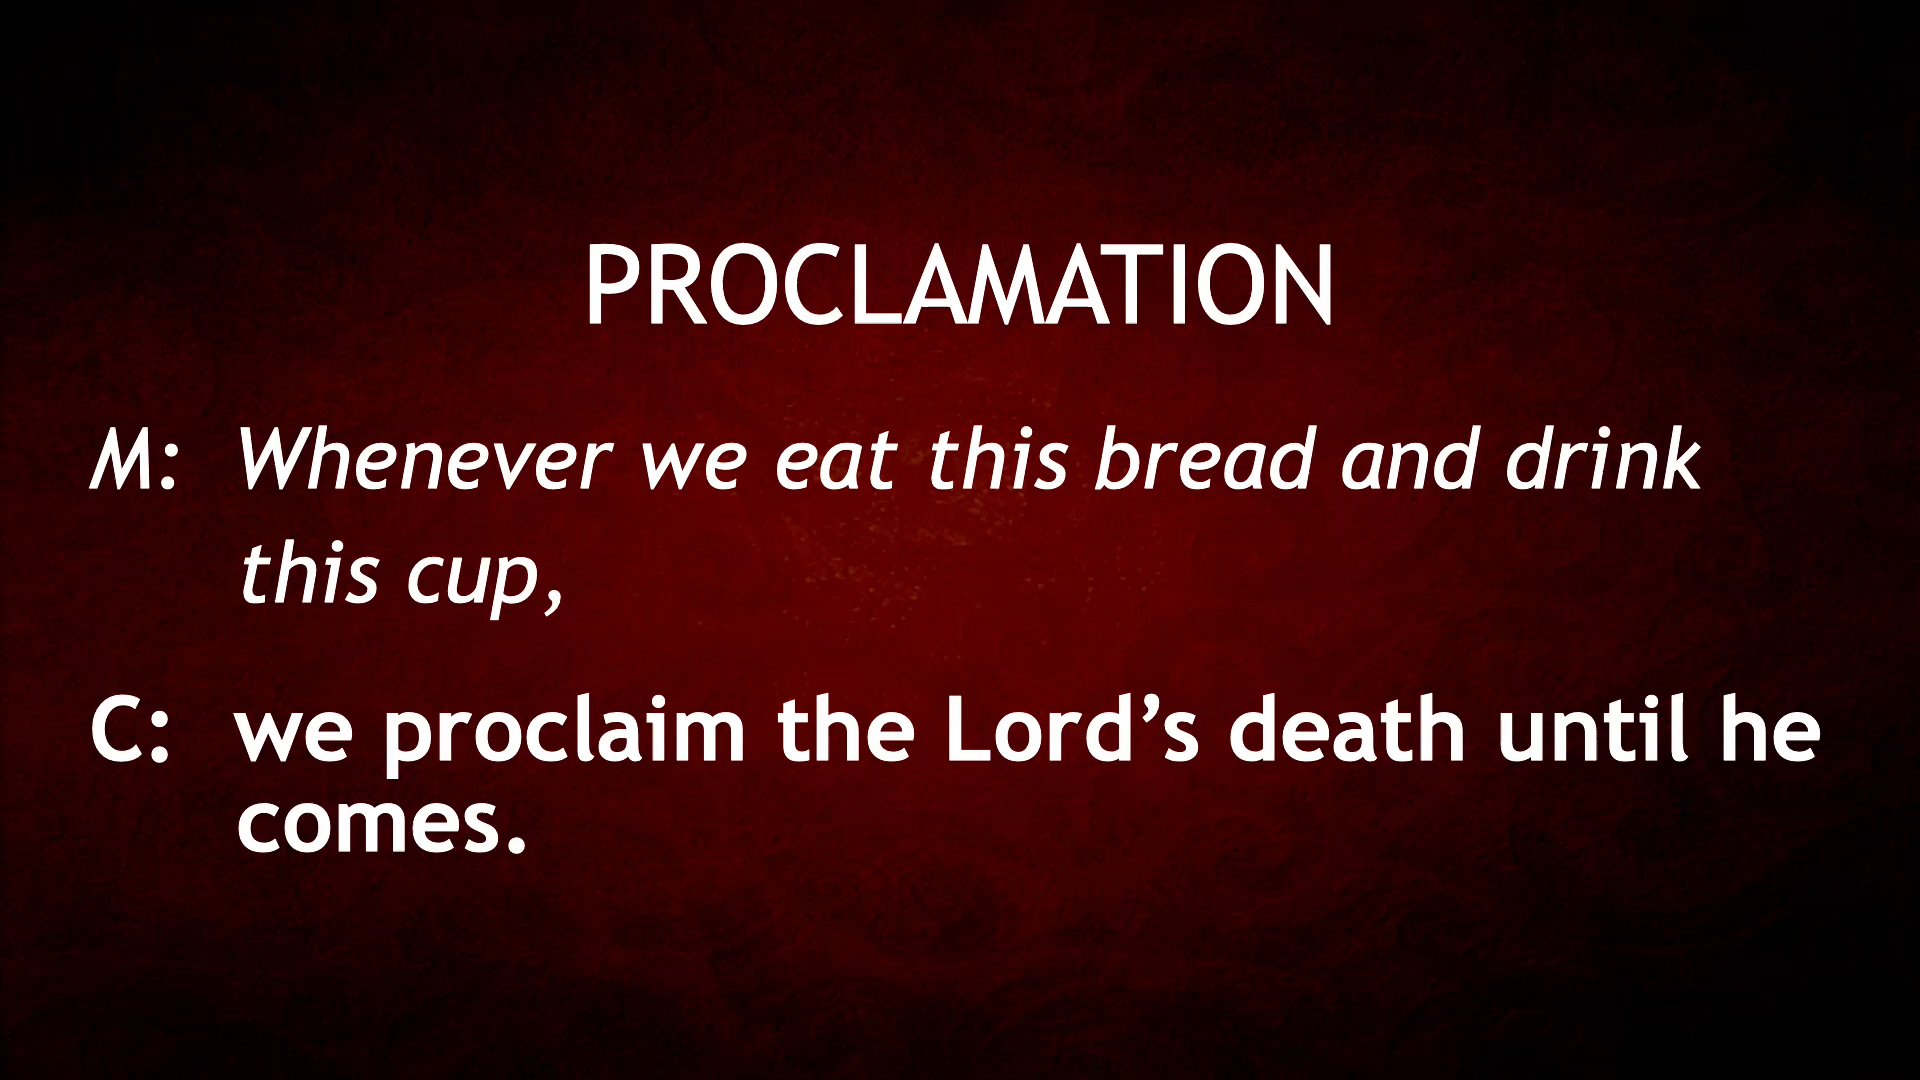 PROCLAMATION
M: Whenever we eat this bread and drink
this cup,
C: we proclaim the Lord’s death until he
comes.